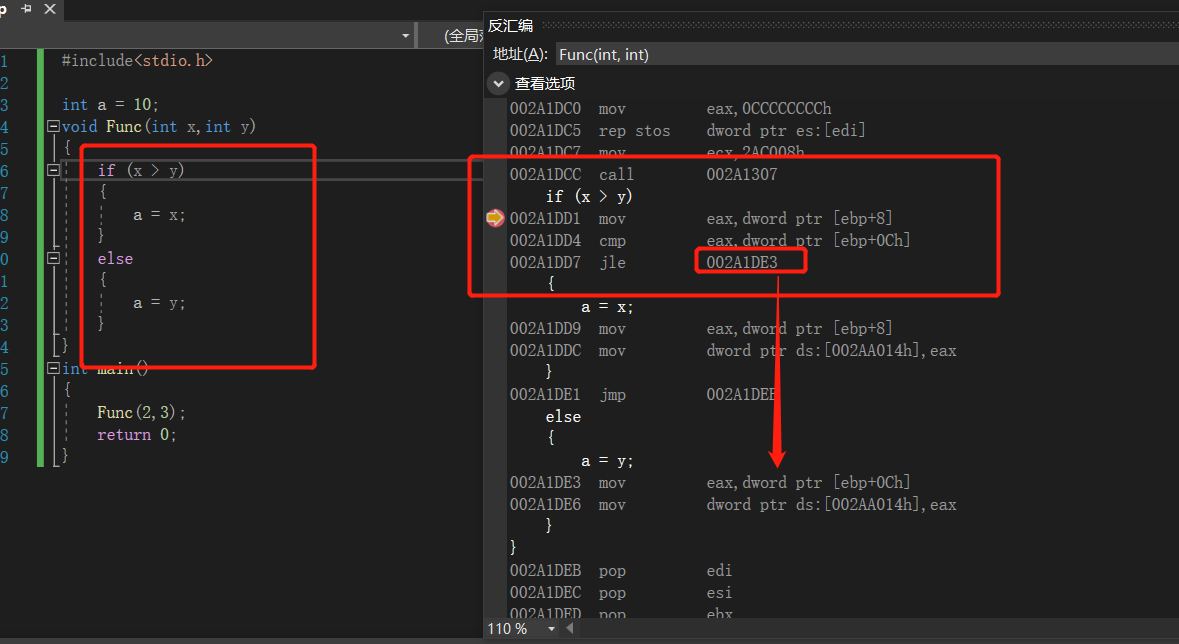 (全局
1 #include<stdio.h>
2
3 int a = 10;
4 void Func(int x,int y)
5 {
6 if (x > y)
7 {
8 a = x;
9 }
0 else
1 {
2 a = y;
3 }
4 }
5 int main()
6 {
7 Func(2,3);
8 return 0;
9 }
反汇编
地址(A): Func(int, int)
查看选项
002A1DC0 mov eax,0CCCCCCCCh
002A1DC5 rep stos dword ptr es:[edi]
002A1DC7 mov ecx,2AC008h
002A1DCC call 002A1307
if (x > y)
002A1DD1 mov eax,dword ptr [ebp+8]
002A1DD4 cmp eax,dword ptr [ebp+0Ch]
002A1DD7 jle 002A1DE3
{
a = x;
002A1DD9 mov eax,dword ptr [ebp+8]
002A1DDC mov dword ptr ds:[002AA014h],eax
}
002A1DE1 jmp 002A1DEB
else
{
a = y;
002A1DE3 mov eax,dword ptr [ebp+0Ch]
002A1DE6 mov dword ptr ds:[002AA014h],eax
}
}
002A1DEB pop edi
002A1DEC pop esi
002A1DED pop ebx
110 %